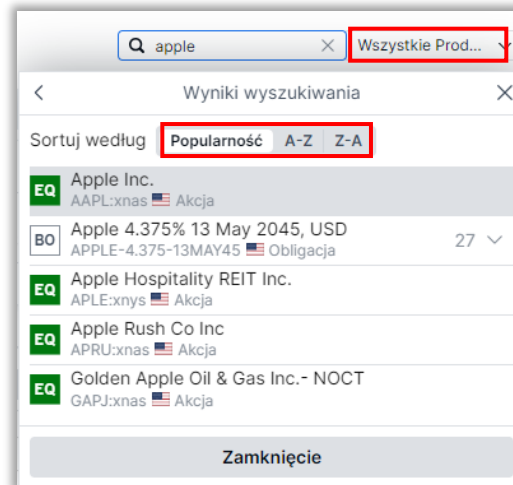 apple
Wszystkie Prod...
Wyniki wyszukiwania
Sortuj według Popularność A-Z Z-A
EQ Apple Inc.
AAPL:xnas Akcja
BO Apple 4.375% 13 May 2045, USD 27
APPLE-4.375-13MAY45 Obligacja
EQ Apple Hospitality REIT Inc.
APLE:xnys Akcja
EQ Apple Rush Co Inc
APRU:xnas Akcja
EQ Golden Apple Oil & Gas Inc.- NOCT
GAPJ:xnas Akcja
Zamknięcie